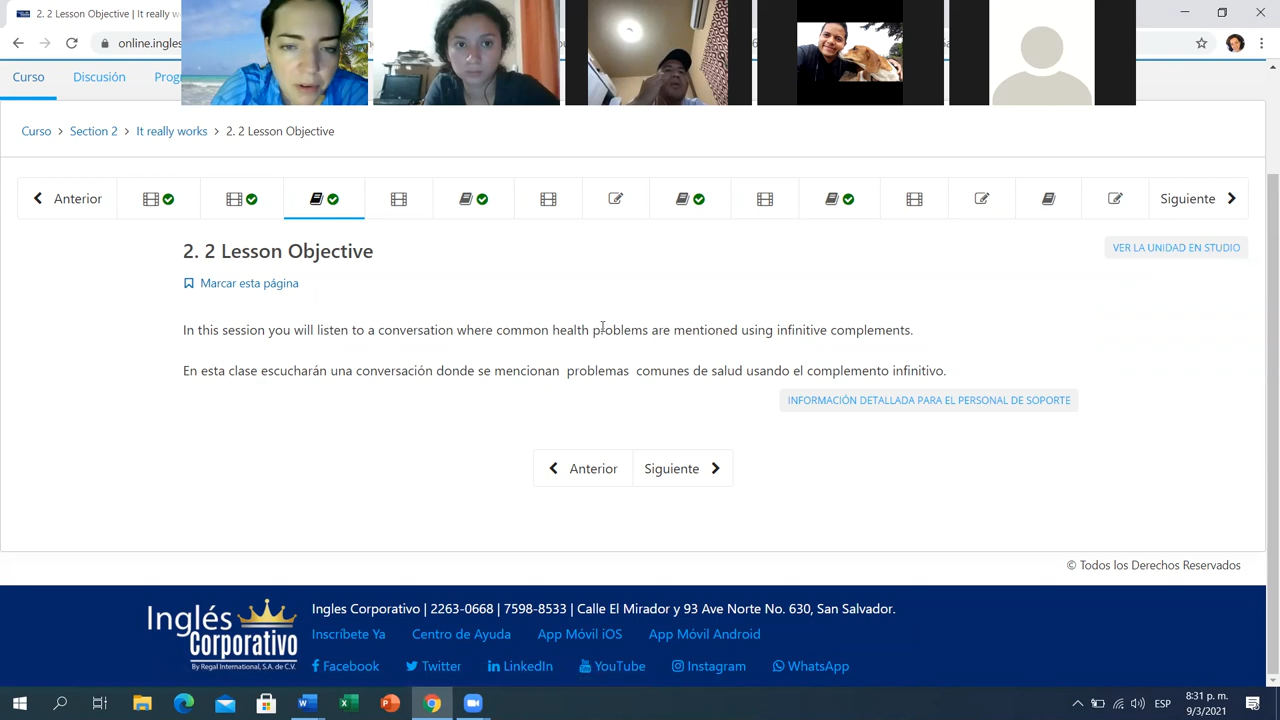 2. 2 Lesson Objective | It really w
online.ingles
Curso Discusión Prog
Curso > Section 2 > It really works > 2. 2 Lesson Objective
Anterior Siguiente
2. 2 Lesson Objective
VER LA UNIDAD EN STUDIO
Marcar esta página
In this session you will listen to a conversation where common health problems are mentioned using infinitive complements.
En esta clase escucharán una conversación donde se mencionan problemas comunes de salud usando el complemento infinitivo.
INFORMACIÓN DETALLADA PARA EL PERSONAL DE SOPORTE
Anterior Siguiente
© Todos los Derechos Reservados
Inglés Corporativo
By Regal International, S.A. de C.V.
Ingles Corporativo | 2263-0668 | 7598-8533 | Calle El Mirador y 93 Ave Norte No. 630, San Salvador.
Inscríbete Ya Centro de Ayuda App Móvil iOS App Móvil Android
Facebook Twitter LinkedIn YouTube Instagram WhatsApp
ESP
8:31 p. m.
9/3/2021